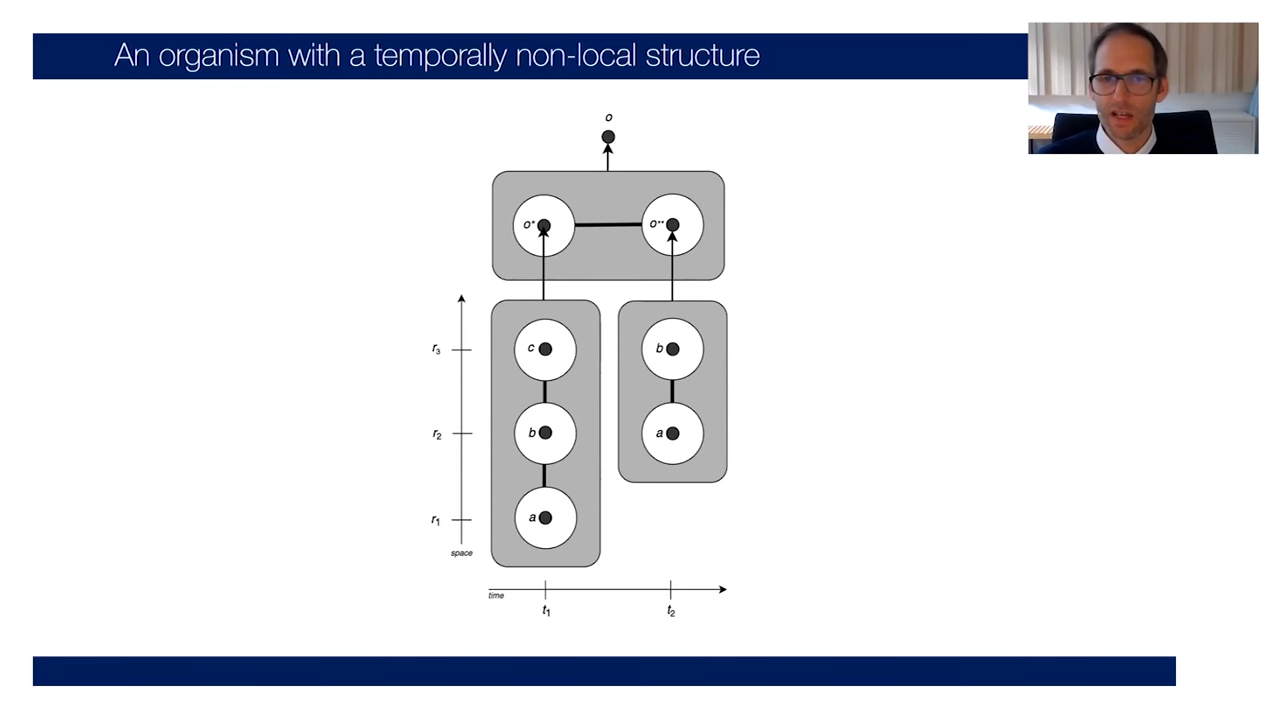 An organism with a temporally non-local structure
o
o* o**
c b
r₃
b a
r₂
a
r₁
space
time
t₁ t₂